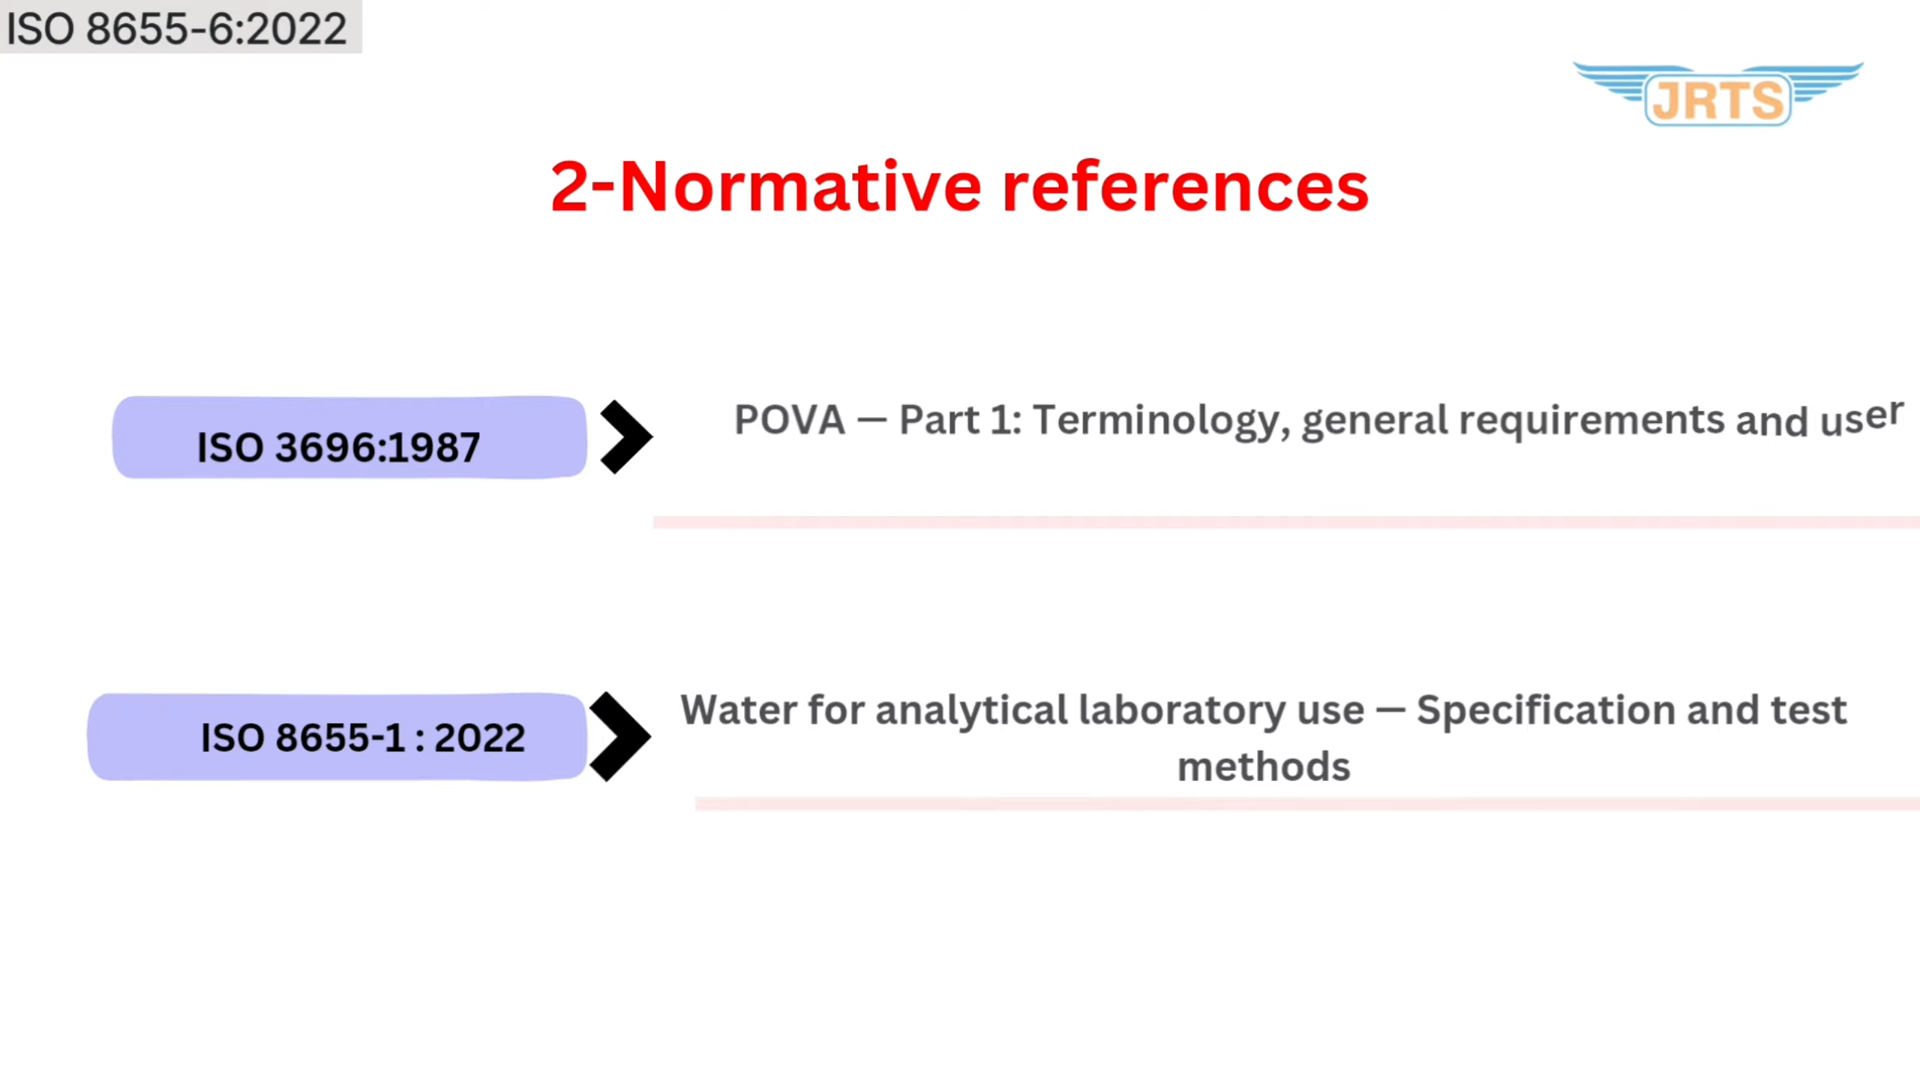 ISO 8655-6:2022
JRTS
2-Normative references
ISO 3696:1987
POVA — Part 1: Terminology, general requirements and user
ISO 8655-1 : 2022
Water for analytical laboratory use — Specification and test
methods